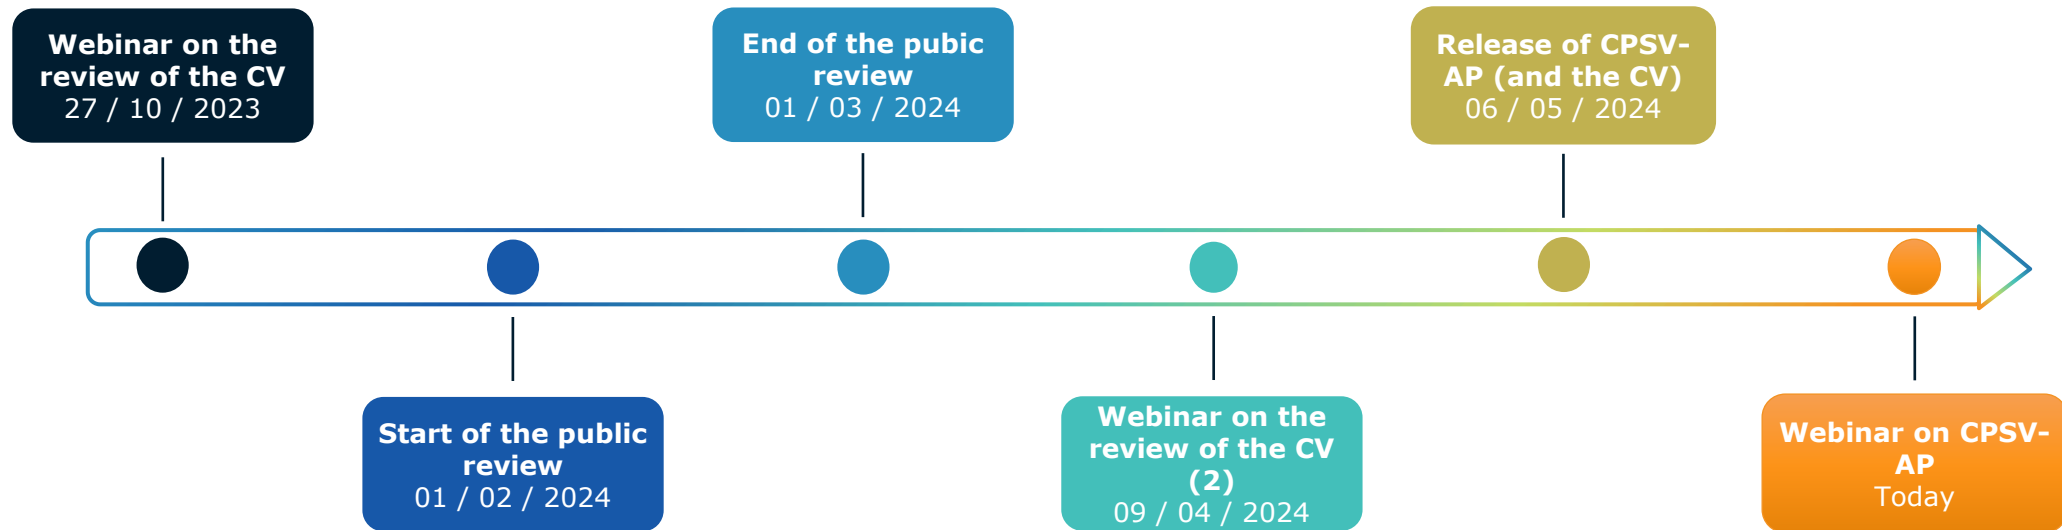 Webinar on the
review of the CV
27 / 10 / 2023
Start of the public
review
01 / 02 / 2024
End of the pubic
review
01 / 03 / 2024
Webinar on the
review of the CV
(2)
09 / 04 / 2024
Release of CPSV-
AP (and the CV)
06 / 05 / 2024
Webinar on CPSV-
AP
Today